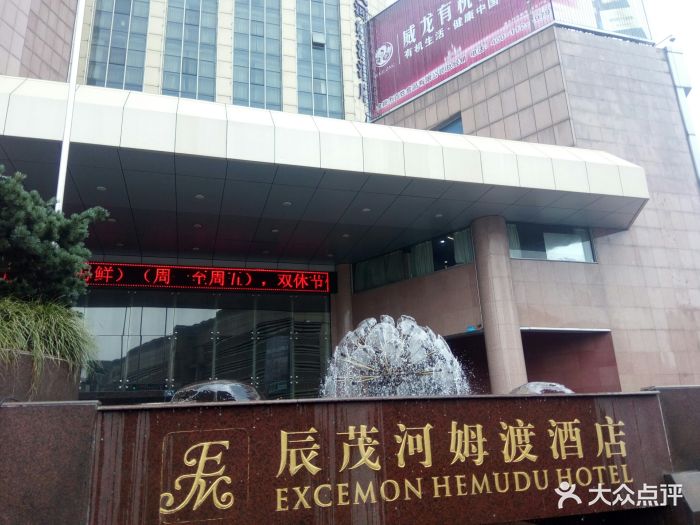 威龙有机
有机生活·健康中国
鲜）（周一至周五），双休节
EM
辰茂河姆渡酒店
EXCEMON HEMUDU HOTEL
大众点评